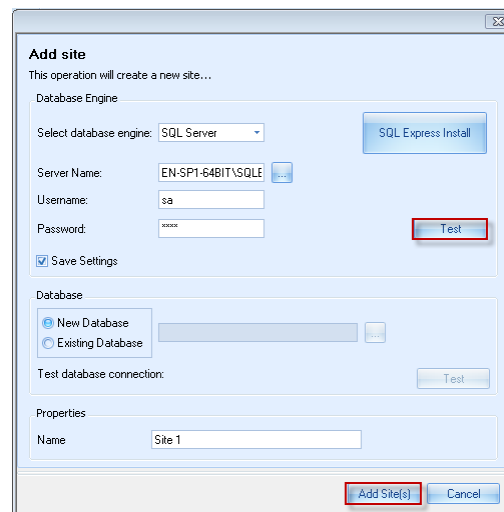 Add site
This operation will create a new site...
Database Engine
Select database engine: SQL Server
SQL Express Install
Server Name: EN-SP1-64BIT\SQLE
...
Username: sa
Password: ****
Test
Save Settings
Database
New Database
...
Existing Database
Test database connection:
Test
Properties
Name Site 1
Add Site(s) Cancel